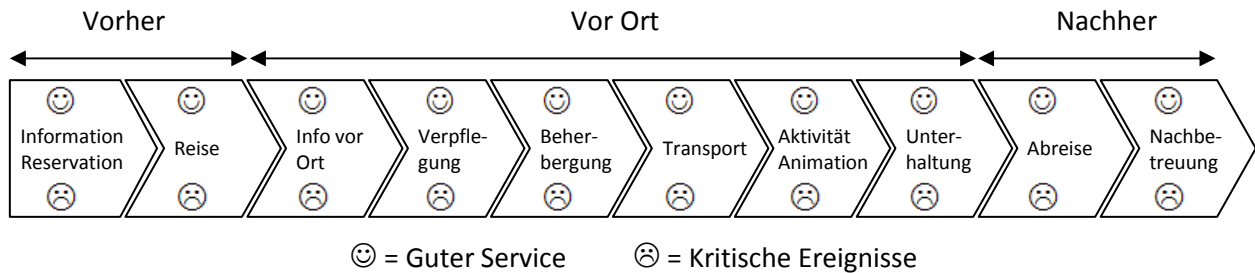 Vorher Vor Ort Nachher
Information
Reservation
Reise
Info vor
Ort
Verpfle-
gung
Beher-
bergung
Transport
Aktivität
Animation
Unter-
haltung
Abreise
Nachbe-
treuung
☺ = Guter Service ☹ = Kritische Ereignisse